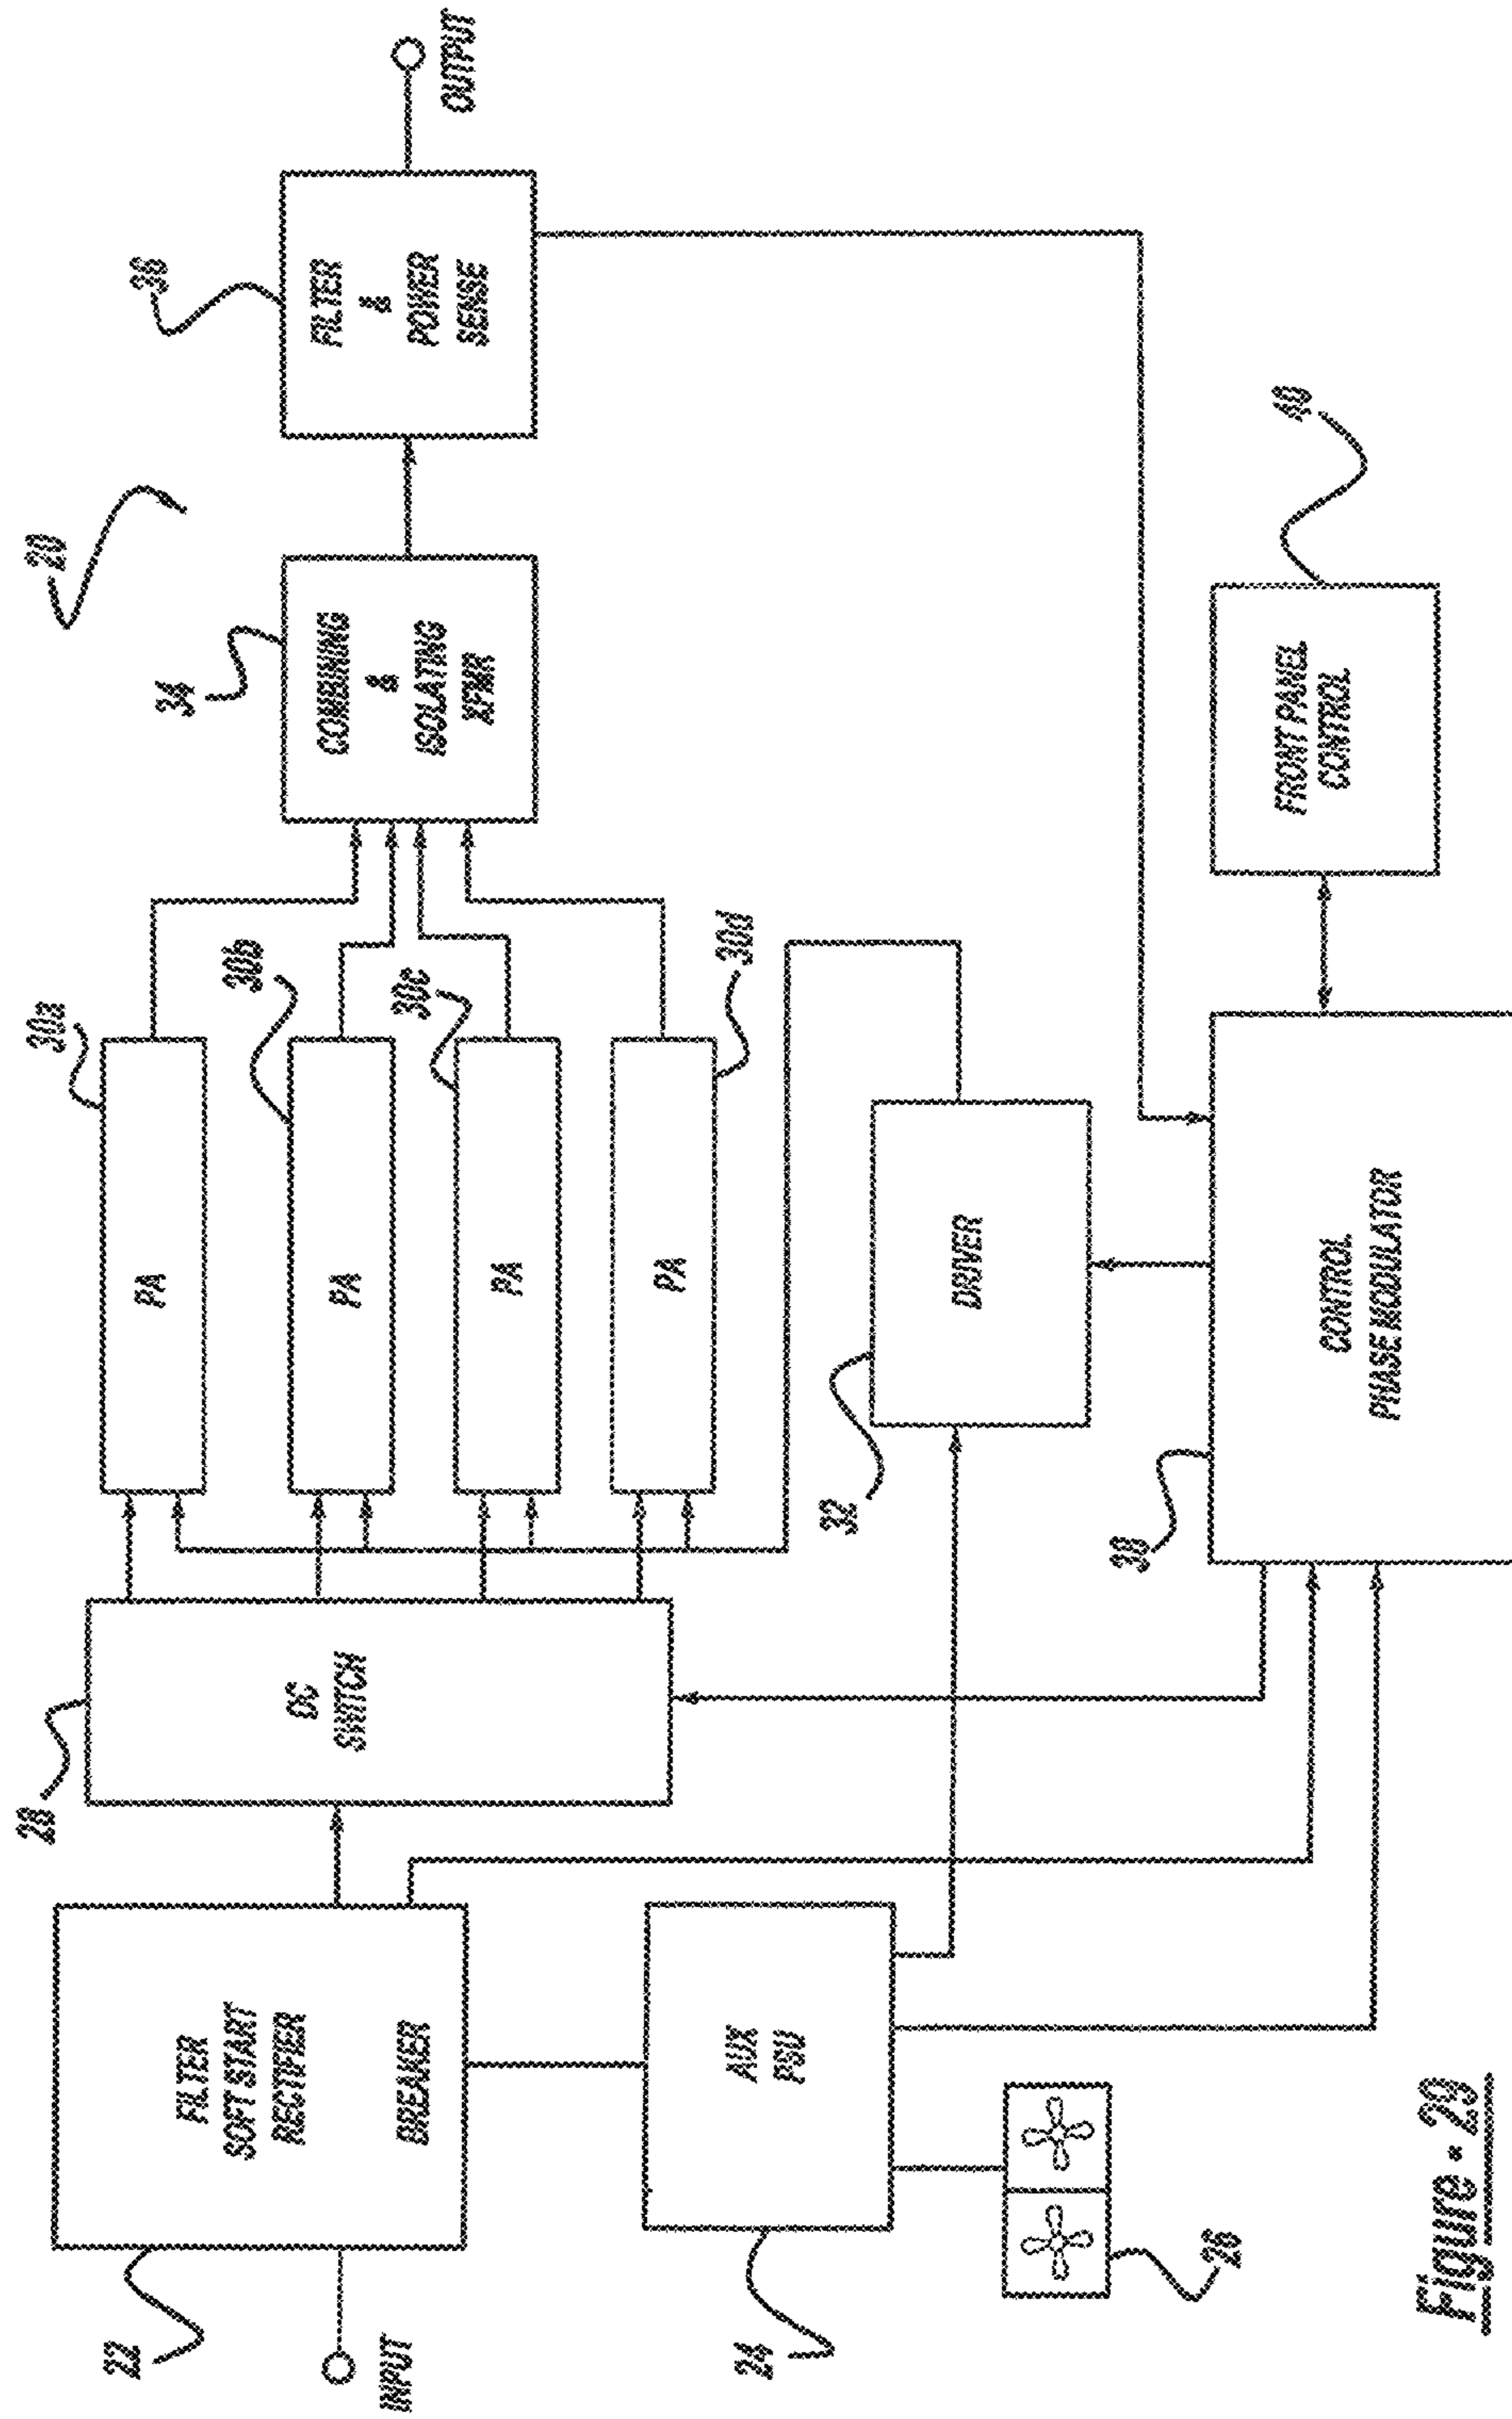 20
22
INPUT
FILTER
SOFT START
RECTIFIER
BREAKER
28
DC
SWITCH
30a
PA
30b
PA
30c
PA
30d
PA
34
COMBINING
&
ISOLATING
XFMR
36
FILTER
&
POWER
SENSE
OUTPUT
24
AUX
PSU
26
32
DRIVER
CONTROL
PHASE MODULATOR
40
FRONT PANEL
CONTROL
Figure - 29